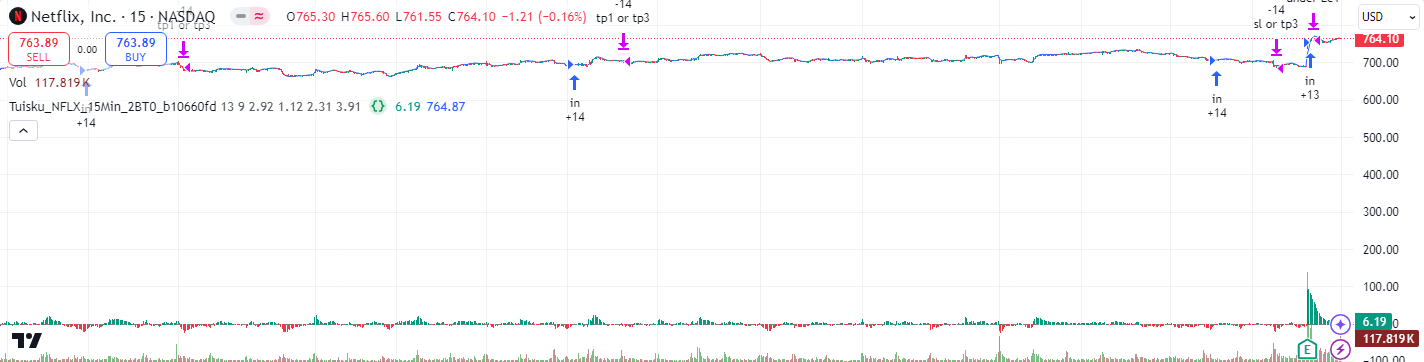 Netflix, Inc. · 15 · NASDAQ
O765.30 H765.60 L761.55 C764.10 −1.21 (−0.16%)
763.89
SELL
0.00
763.89
BUY
Vol 117.819K
Tuisku_NFLX_15Min_2BT0_b10660fd 13 9 2.92 1.12 2.31 3.91 {} 6.19 764.87
-14
tp1 or tp3
in
+14
in
+14
-14
tp1 or tp3
in
+14
-14
sl or tp3
in
+13
USD
764.10
700.00
600.00
500.00
400.00
300.00
200.00
100.00
6.19
117.819K
−100.00
E